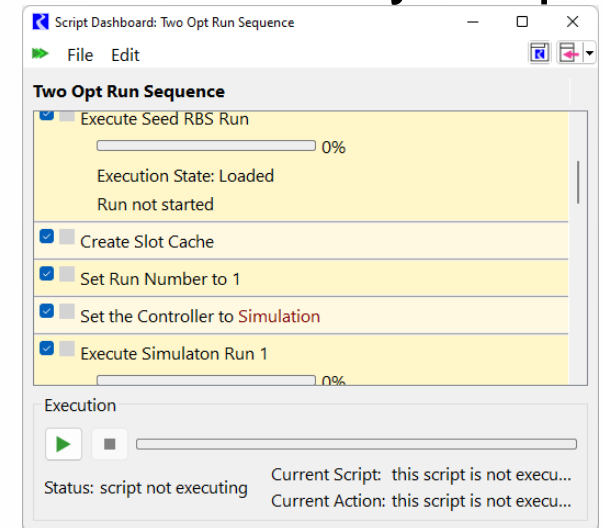 Script Dashboard: Two Opt Run Sequence
File Edit
Two Opt Run Sequence
Execute Seed RBS Run
0%
Execution State: Loaded
Run not started
Create Slot Cache
Set Run Number to 1
Set the Controller to Simulation
Execute Simulaton Run 1
0%
Execution
Status: script not executing
Current Script: this script is not execu...
Current Action: this script is not execu...